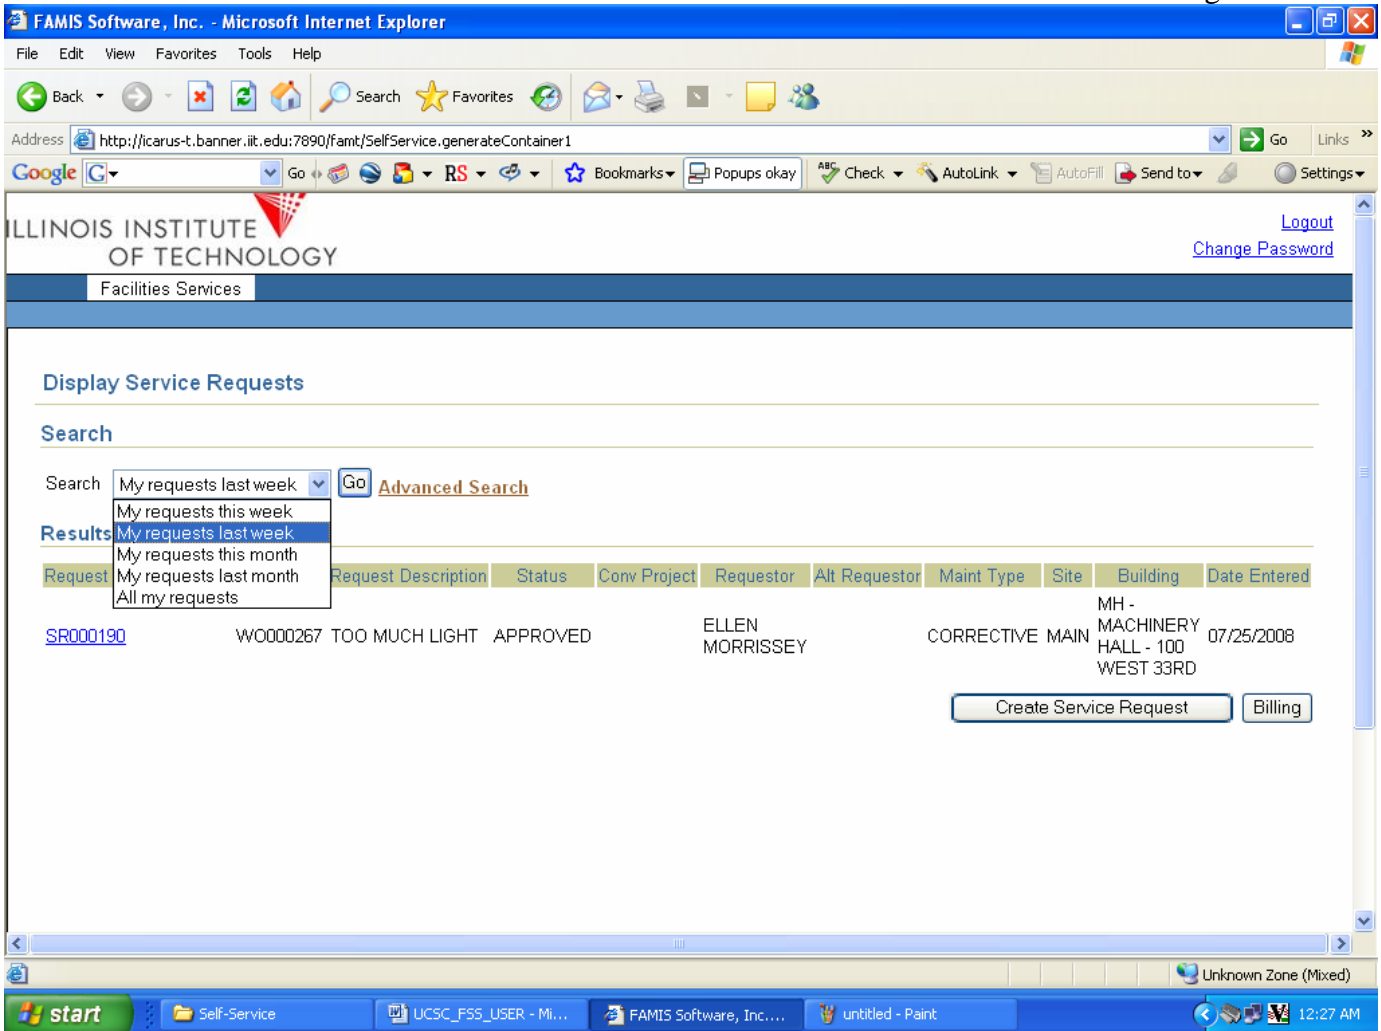 FAMIS Software, Inc. - Microsoft Internet Explorer
File Edit View Favorites Tools Help
Back Search Favorites
Address http://icarus-t.banner.iit.edu:7890/famt/SelfService.generateContainer1 Go Links »
Google G Go RS Bookmarks Popups okay ABC Check AutoLink AutoFill Send to Settings
ILLINOIS INSTITUTE
OF TECHNOLOGY
Logout
Change Password
Facilities Services
Display Service Requests
Search
Search My requests last week Go Advanced Search
My requests this week
Results My requests last week
My requests this month
My requests last month
All my requests
Request Request Description Status Conv Project Requestor Alt Requestor Maint Type Site Building Date Entered
SR000190 WO000267 TOO MUCH LIGHT APPROVED ELLEN MORRISSEY CORRECTIVE MAIN MH - MACHINERY HALL - 100 WEST 33RD 07/25/2008
Create Service Request Billing
Unknown Zone (Mixed)
start Self-Service UCSC_FSS_USER - Mi... FAMIS Software, Inc.... untitled - Paint 12:27 AM